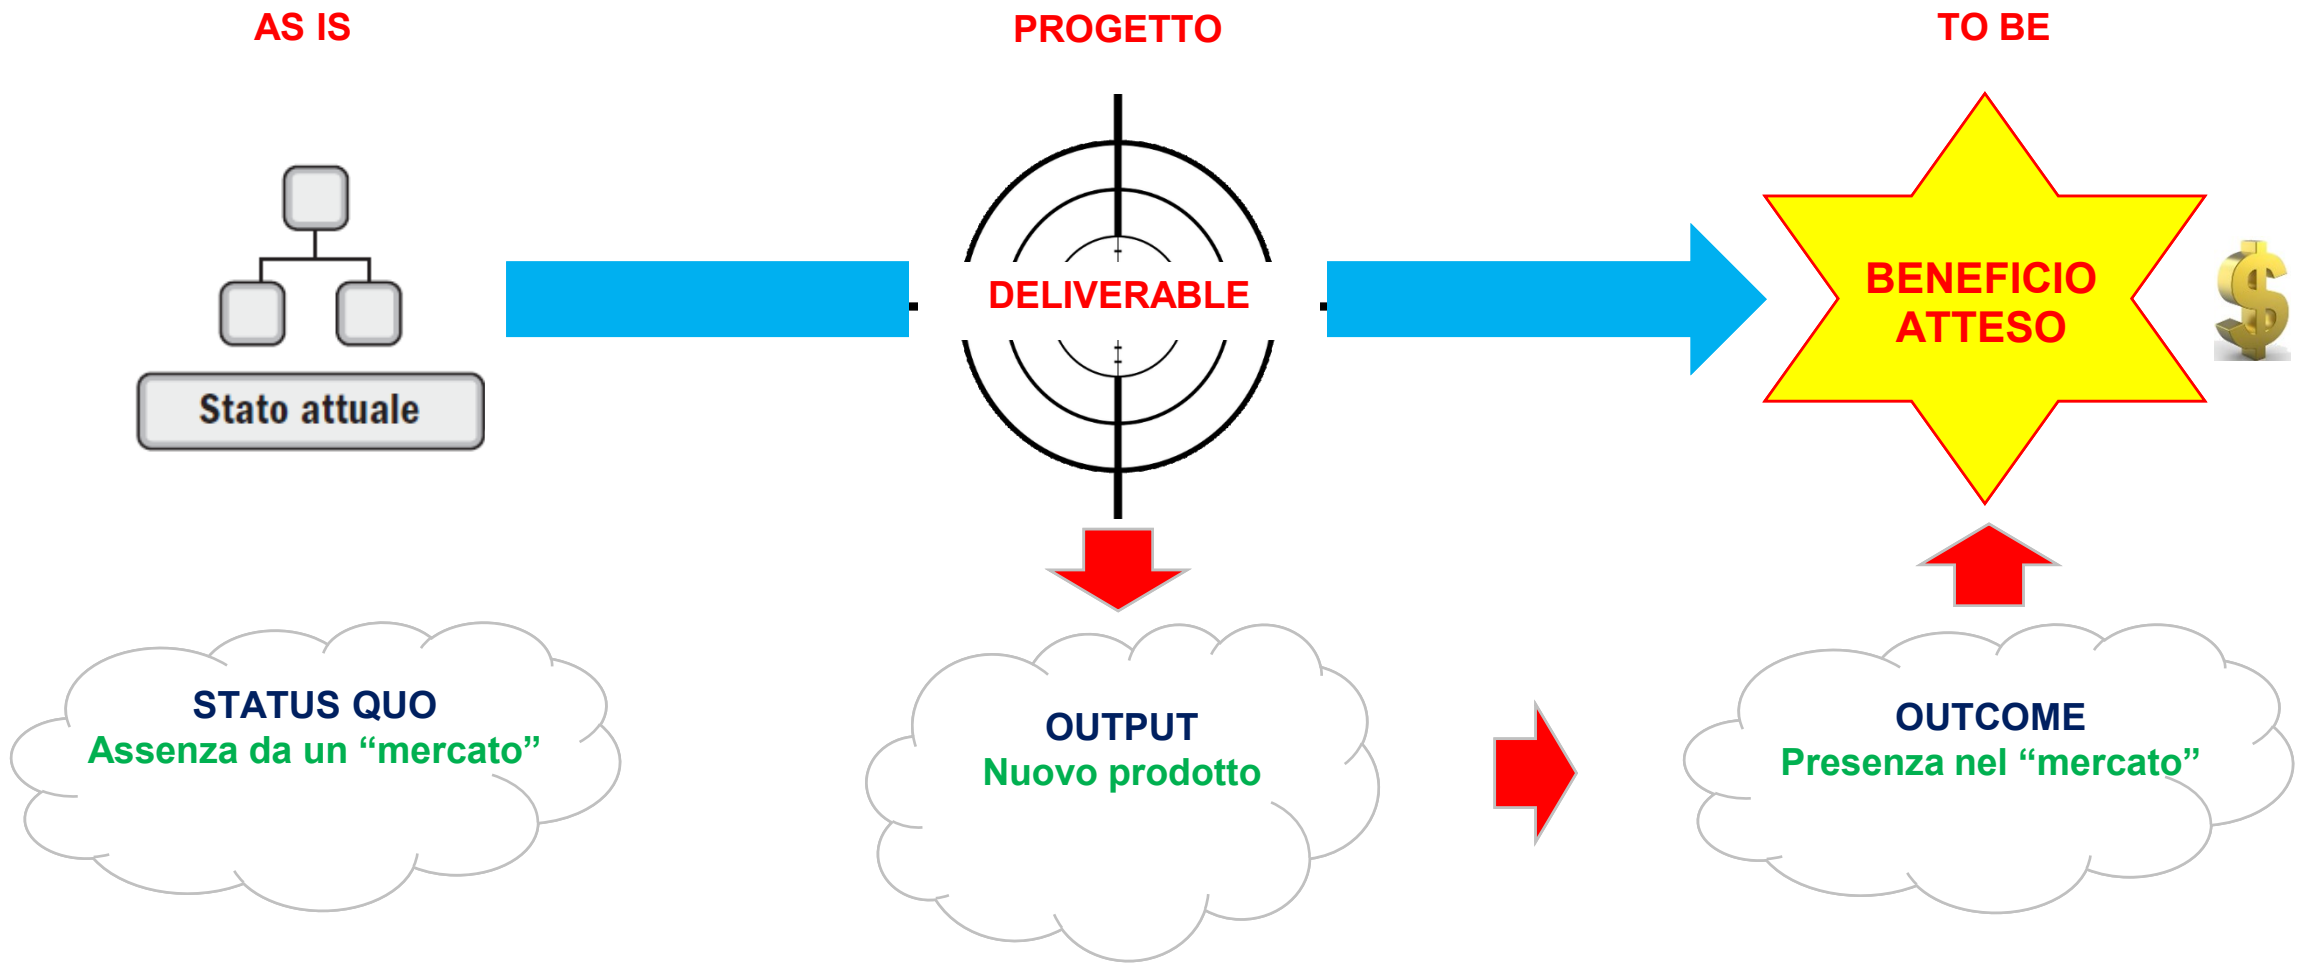 AS IS
PROGETTO
TO BE
DELIVERABLE
BENEFICIO
ATTESO
Stato attuale
STATUS QUO
Assenza da un “mercato”
OUTPUT
Nuovo prodotto
OUTCOME
Presenza nel “mercato”